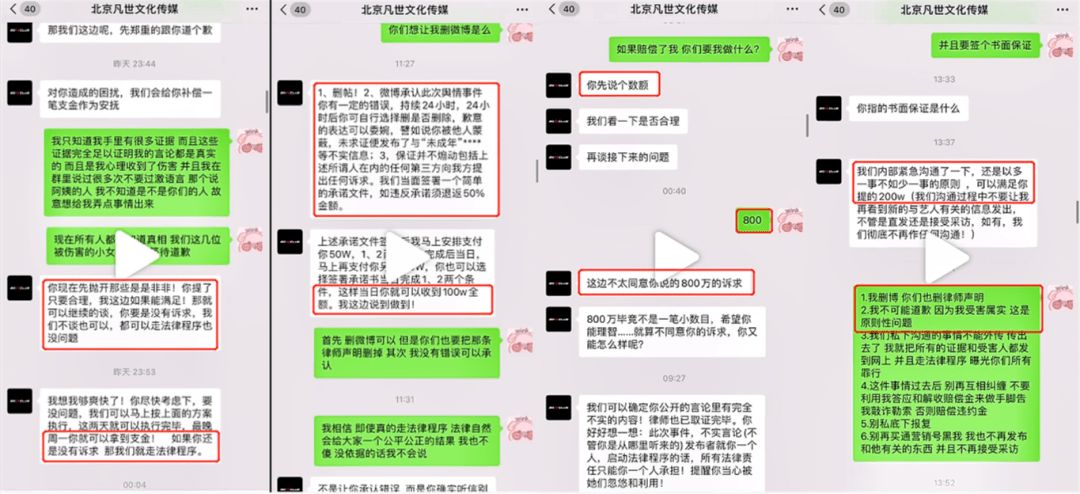 40
北京凡世文化传媒
那我们这边呢，先郑重的跟你道个歉
昨天 23:44
对你造成的困扰，我们会给你补偿一
笔支金作为安抚
我只知道我手里有很多证据 而且这些
证据完全足以证明我的言论都是真实
的 而且是我心理收到了伤害 并且我在
群里说过很多次不要过激语言 那个说
阿姨的人 我不知道是不是你们的人 故
意想给我弄点事情出来
现在所有人都
道真相 我们这几位
被伤害的小女
待道歉
你现在先抛开那些是是非非！你提了
只要合理，我这边如果能满足！那就
可以继续的谈，你要是没有诉求，我
们不谈也可以，都可以走法律程序也
没问题
昨天 23:53
我想我够爽快了！你尽快考虑下，要
没问题，我们可以马上按上面的方案
执行，这两天就可以执行完毕，最晚
周一你就可以拿到支金！ 如果你还
是没有诉求 那我们就走法律程序。
00:04
40
北京凡世文化传媒
你们想让我删微博是么
11:27
1、删帖！2、微博承认此次舆情事件
你有一定的错误，持续24小时，24小
时后你可自行选择删是否删除，歉意
的表达可以委婉，譬如说你被他人蒙
蔽，未求证便发布了与“未成年”****
等不实信息；3，保证并不煽动包括上
述所谓人在内的任何第三方向我方提
出任何诉求。我们当面签署一个简单
的承诺文件，如违反承诺须退返50%
金额。
上述承诺文件签
后我马上安排支付
你50W，1、2
完成后当日，
马上再支付你另
W，你也可以选
择签署承诺书当日完成1、2两个条
件，这样当日你就可以收到100w全
额。我这边说到做到！
首先 删微博可以 但是你们也要把那条
律师声明删掉 其次 我没有错误可以承
认
11:31
我相信 即使真的走法律程序 法律自然
会给大家一个公平公正的结果 我也不
傻 没依据的话我不会说
不是让你承认错误 而是你确实听信别
40
北京凡世文化传媒
如果赔偿了我 你们要我做什么？
你先说个数额
我们看一下是否合理
再谈接下来的问题
00:40
800
这边不太同意你说的800万的诉求
800万毕竟不是一笔小数目，希望你
能理智……就算不同意你的诉求，你又
能怎么样呢？
09:27
我们可以确定你公开的言论里有完全
不实的内容！律师也已取证完毕。你
好好想一想：此次事件，不实言论(不
管你是从哪里听来的)发布者就你一个
人，启动法律程序的话，所有法律责
任只能你一个人承担！提醒你当心被
她们忽悠和利用！
40
北京凡世文化传媒
并且要签个书面保证
13:33
你指的书面保证是什么
13:37
我们内部紧急沟通了一下，还是以多
一事不如少一事的原则 ，可以满足你
提的200w（我们沟通过程中不要让我
再看到新的与艺人有关的信息发出，
不管是直发还是接受采访，如有，我
们彻底不再作任何沟通！）
1.我删博 你们也删律师声明
2.我不可能道歉 因为我受害属实 这是
原则性问题
3.我们私下沟通的事情不能外传 传出
去了 我就把所有的证据和受害人都发
到网上 并且走法律程序 曝光你们所有
罪行
4.这件事情过去后 别再互相纠缠 不要
利用我答应和解收赔偿金来做手脚告
我敲诈勒索 否则赔偿违约金
5.别私底下报复
6.别再买通营销号黑我 我也不再发布
和他有关的东西 并且不再接受采访
13:52